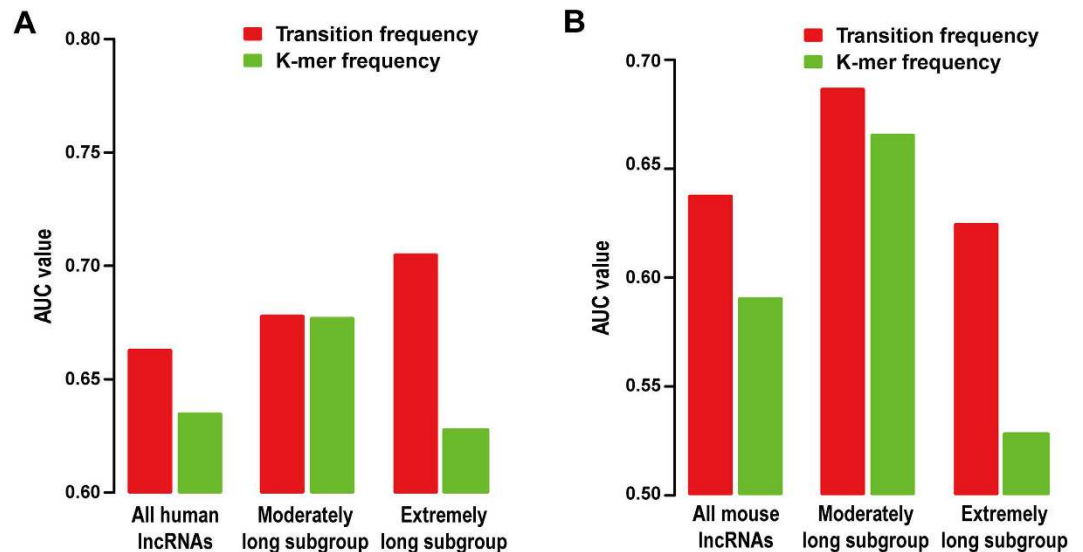 A
Transition frequency
K-mer frequency
0.80
0.75
0.70
0.65
0.60
AUC value
All human
lncRNAs
Moderately
long subgroup
Extremely
long subgroup
B
Transition frequency
K-mer frequency
0.70
0.65
0.60
0.55
0.50
AUC value
All mouse
lncRNAs
Moderately
long subgroup
Extremely
long subgroup